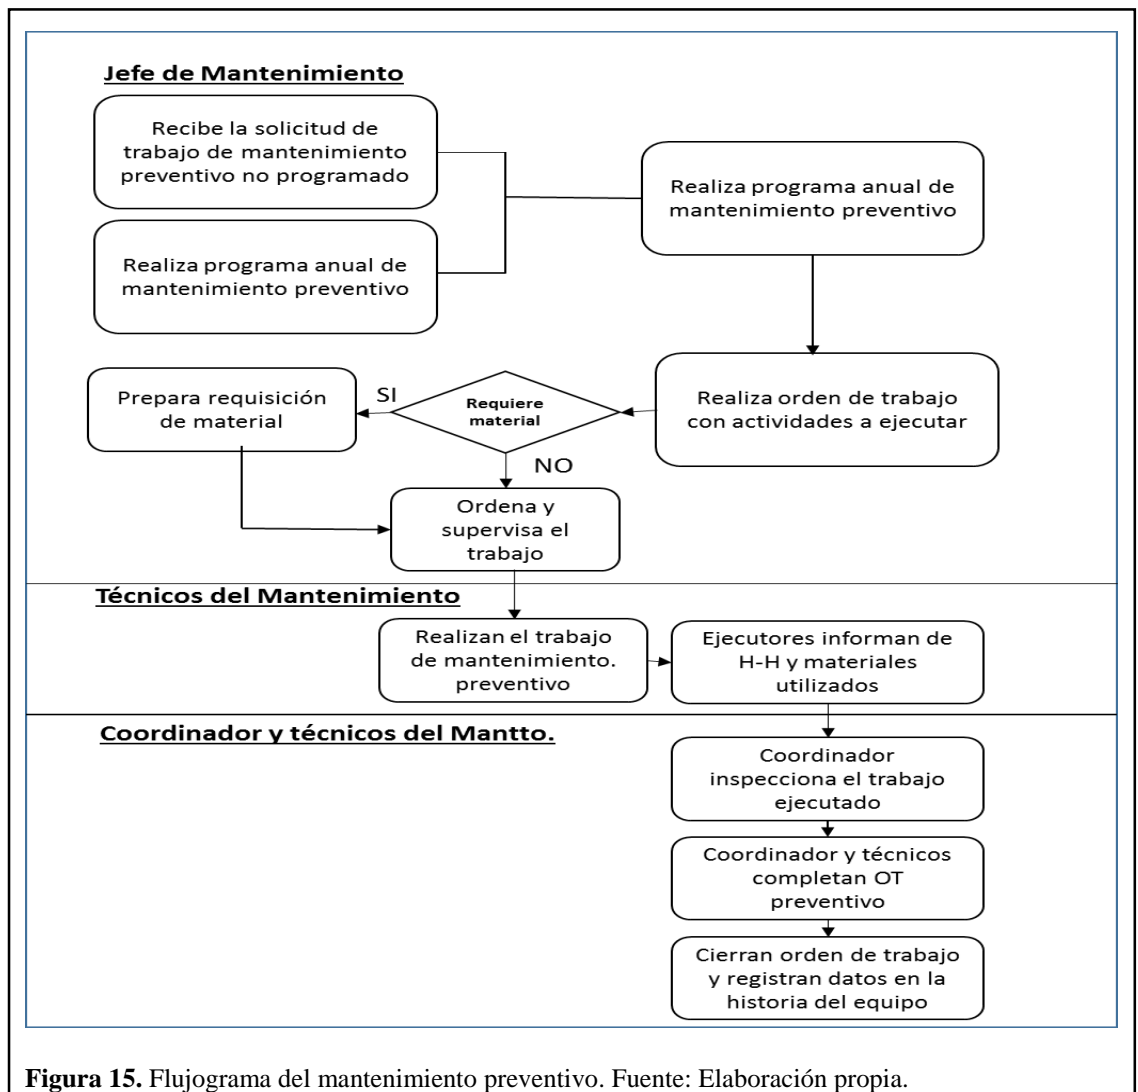 Jefe de Mantenimiento
Recibe la solicitud de
trabajo de mantenimiento
preventivo no programado
Realiza programa anual de
mantenimiento preventivo
Realiza programa anual de
mantenimiento preventivo
Prepara requisición
de material
SI
Requiere
material
NO
Realiza orden de trabajo
con actividades a ejecutar
Ordena y
supervisa el
trabajo
Técnicos del Mantenimiento
Realizan el trabajo
de mantenimiento.
preventivo
Ejecutores informan de
H-H y materiales
utilizados
Coordinador y técnicos del Mantto.
Coordinador
inspecciona el trabajo
ejecutado
Coordinador y técnicos
completan OT
preventivo
Cierran orden de trabajo
y registran datos en la
historia del equipo
Figura 15. Flujograma del mantenimiento preventivo. Fuente: Elaboración propia.